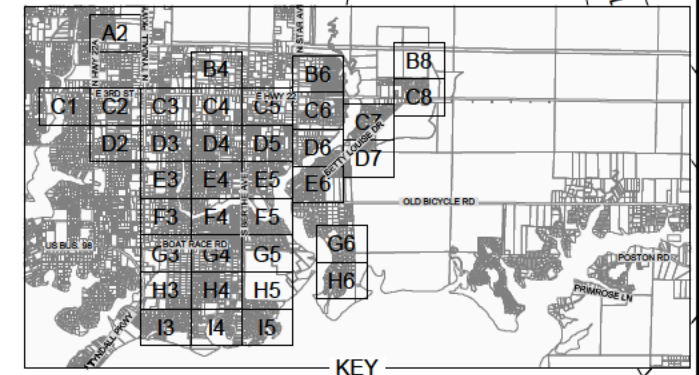 A2
N HWY 22A
N TYNDALL PKWY
N STAR AVE
B4
B6
B8
E 3RD ST
E HWY 22
C1
C2
C3
C4
C5
C6
C7
C8
D2
D3
D4
D5
D6
D7
BETTY LOUISE DR
E3
E4
E5
E6
S BERTHE AVE
OLD BICYCLE RD
F3
F4
F5
US BUS. 98
BOAT RACE RD
G3
G4
G5
G6
POSTON RD
H3
H4
H5
H6
PRIMROSE LN
I3
I4
I5
TYNDALL PKWY
KEY